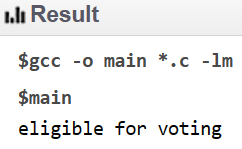 Result
$gcc -o main *.c -lm
$main
eligible for voting